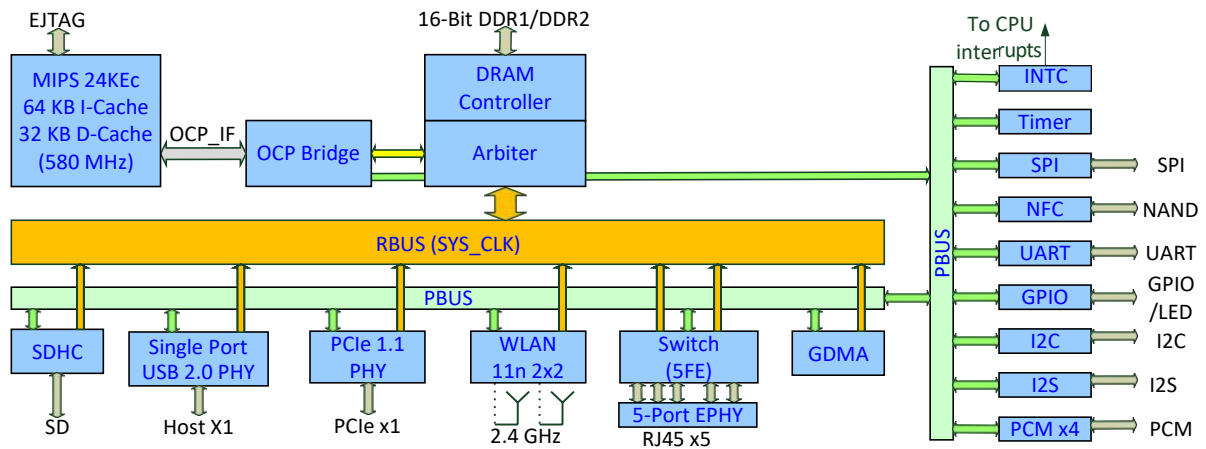 EJTAG
16-Bit DDR1/DDR2
To CPU
interrupts
MIPS 24KEc
64 KB I-Cache
32 KB D-Cache
(580 MHz)
OCP_IF
OCP Bridge
DRAM
Controller
Arbiter
RBUS (SYS_CLK)
PBUS
SDHC
Single Port
USB 2.0 PHY
PCIe 1.1
PHY
WLAN
11n 2x2
Switch
(5FE)
GDMA
5-Port EPHY
SD
Host X1
PCIe x1
2.4 GHz
RJ45 x5
PBUS
INTC
Timer
SPI
SPI
NFC
NAND
UART
UART
GPIO
GPIO
/LED
I2C
I2C
I2S
I2S
PCM x4
PCM